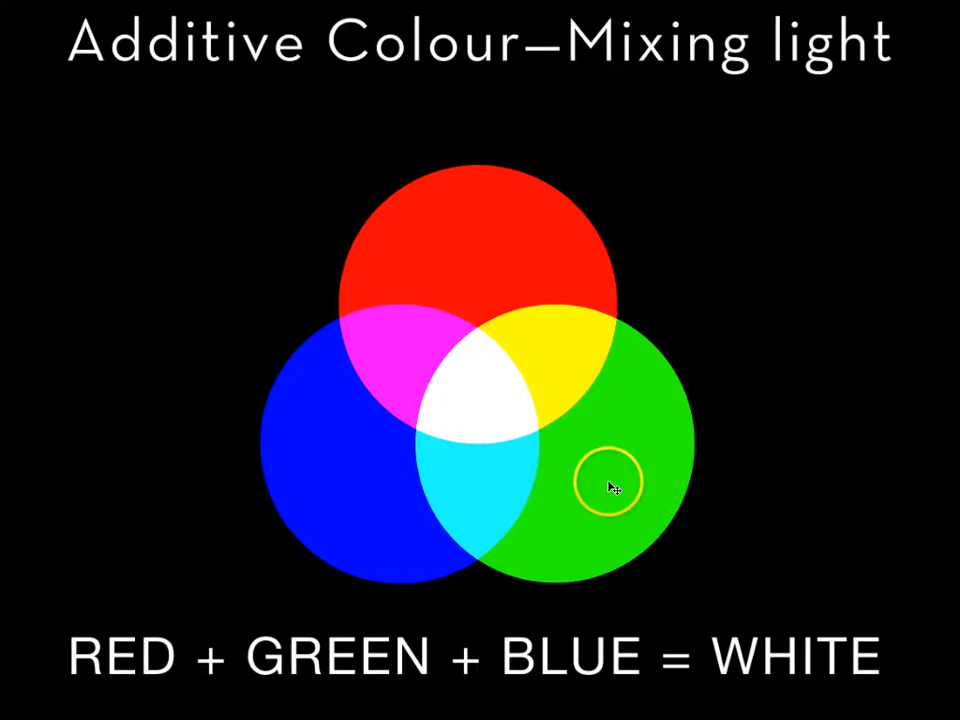 Additive Colour—Mixing light
RED + GREEN + BLUE = WHITE